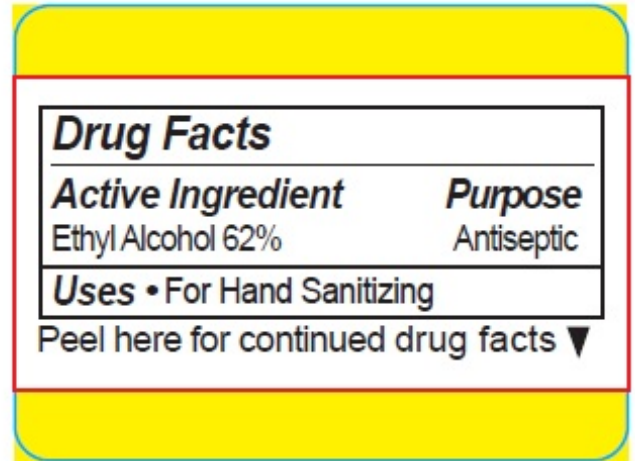 Drug Facts
Active Ingredient Purpose
Ethyl Alcohol 62% Antiseptic
Uses • For Hand Sanitizing
Peel here for continued drug facts ▼